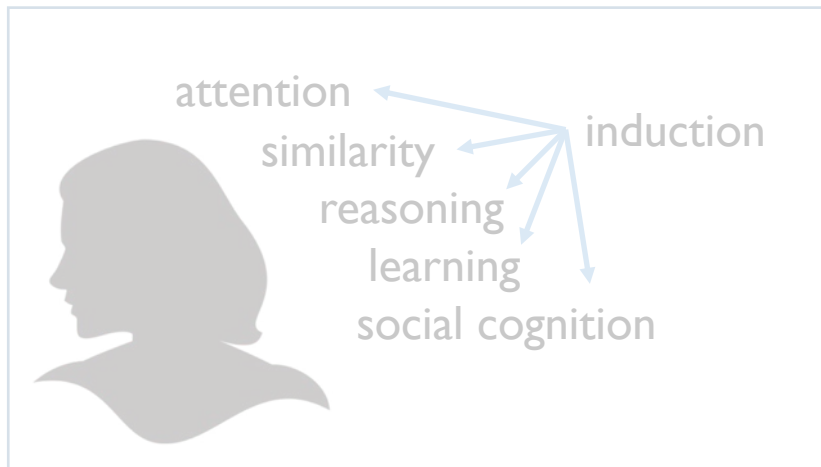 attention
induction
similarity
reasoning
learning
social cognition